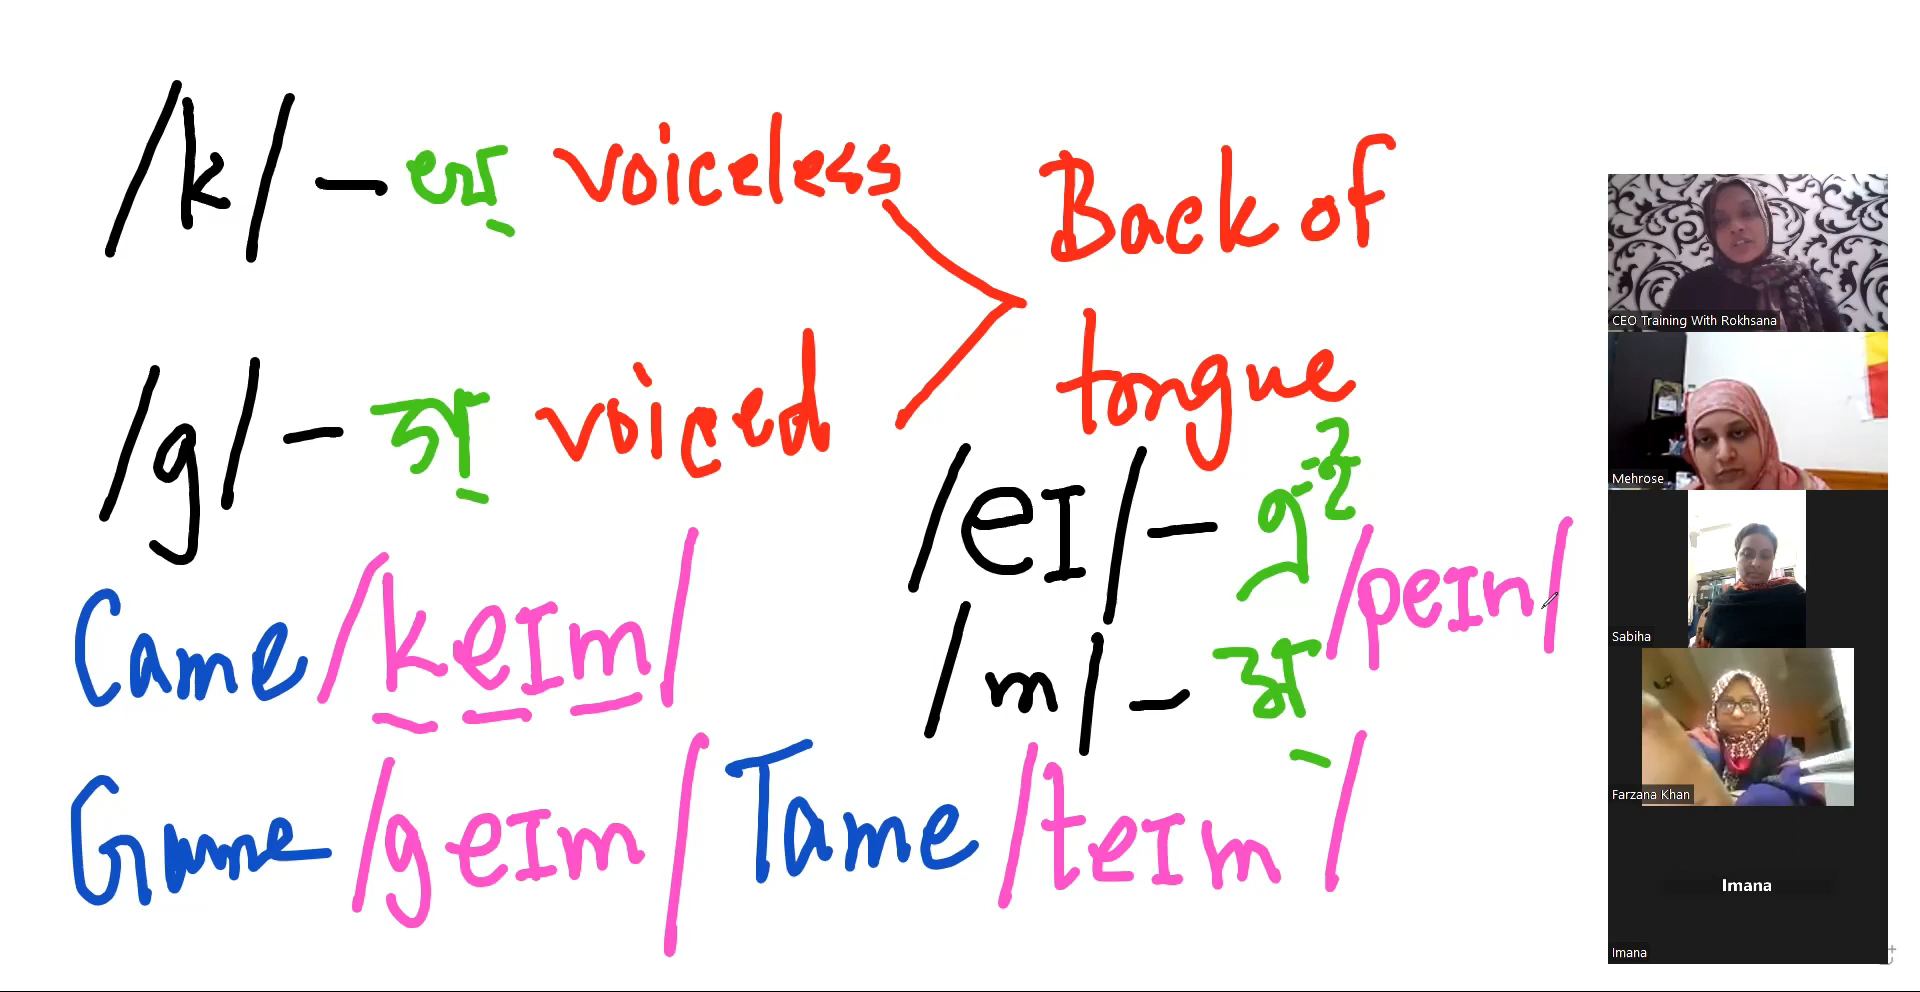 /k/ – voiceless
Back of
tongue
/g/ – voiced
/eɪ/ –
/peɪn/
Came /keɪm/
/m/ –
Game /geɪm/ Tame /teɪm/
CEO Training With Rokhsana
Mehrose
Sabiha
Farzana Khan
Imana
Imana